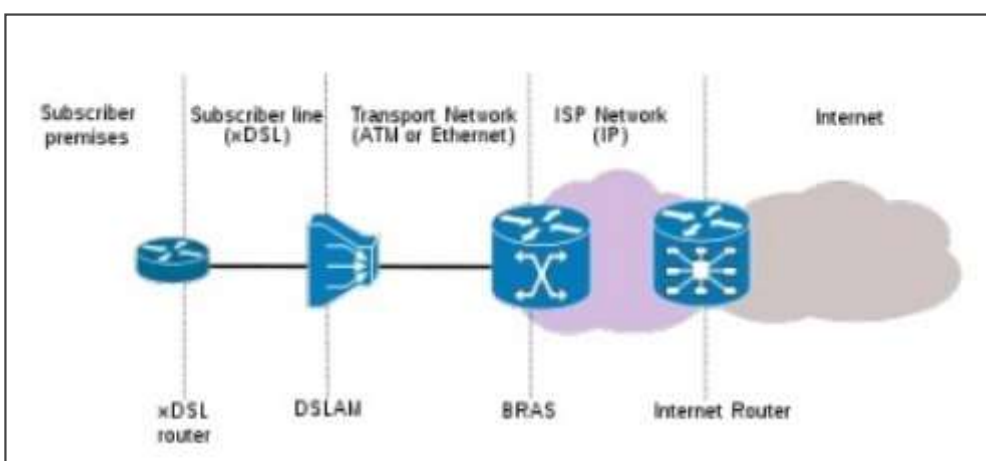 Subscriber
premises
Subscriber line
(xDSL)
Transport Network
(ATM or Ethernet)
ISP Network
(IP)
Internet
xDSL
router
DSLAM
BRAS
Internet Router